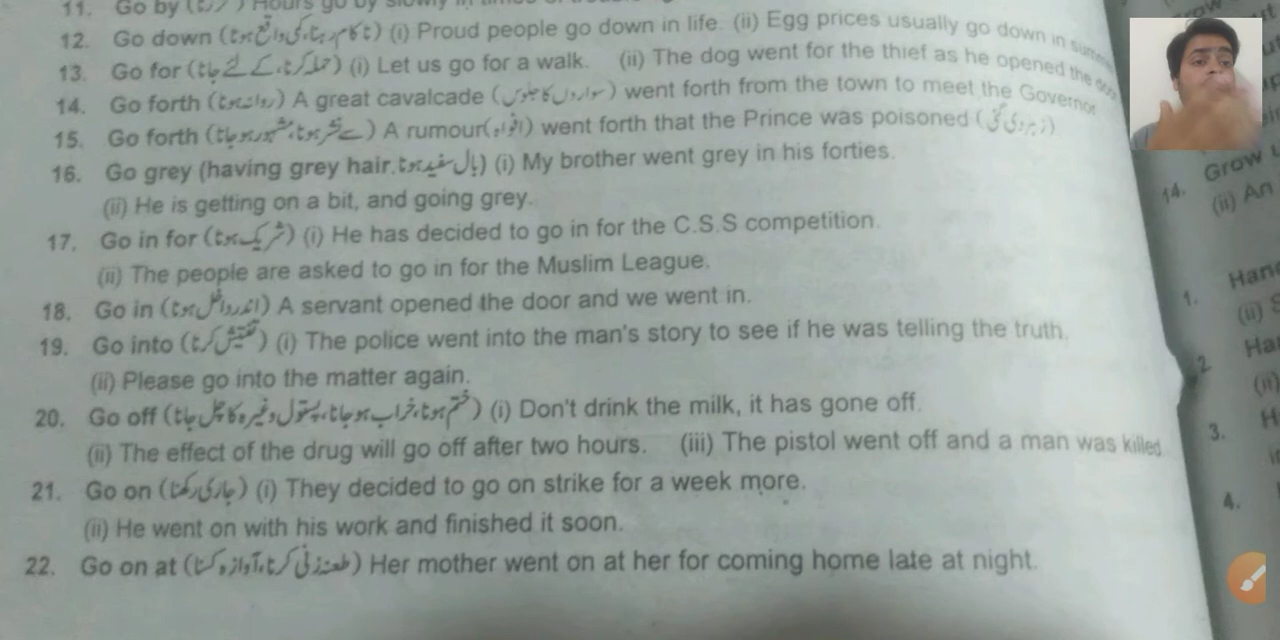 11. Go by ( ) Hours go by slowly in times of
12. Go down (ناکام ہونا، کمی واقع ہونا) (i) Proud people go down in life. (ii) Egg prices usually go down in
13. Go for (حملہ کرنا، کے لئے جانا) (i) Let us go for a walk. (ii) The dog went for the thief as he opened the
14. Go forth (روانہ ہونا) A great cavalcade (سواروں کا جلوس) went forth from the town to meet the Governor
15. Go forth (سے نشر ہونا، مشہور ہو جانا) A rumour(افواہ) went forth that the Prince was poisoned (زہر دی گئی)
16. Go grey (having grey hair.بال سفید ہونا) (i) My brother went grey in his forties.
(ii) He is getting on a bit, and going grey.
17. Go in for (شریک ہونا) (i) He has decided to go in for the C.S.S competition.
(ii) The people are asked to go in for the Muslim League.
18. Go in (اندر داخل ہونا) A servant opened the door and we went in.
19. Go into (تفتیش کرنا) (i) The police went into the man's story to see if he was telling the truth.
(ii) Please go into the matter again.
20. Go off (ختم ہونا، خراب ہو جانا، پستول وغیرہ کا چل جانا) (i) Don't drink the milk, it has gone off.
(ii) The effect of the drug will go off after two hours. (iii) The pistol went off and a man was killed
21. Go on (جاری رکھنا) (i) They decided to go on strike for a week more.
(ii) He went on with his work and finished it soon.
22. Go on at (طعنہ زنی کرنا، آوازہ کسنا) Her mother went on at her for coming home late at night.
14. Grow
(ii) An
1.
(ii)
2
(ii)
3. H
4.